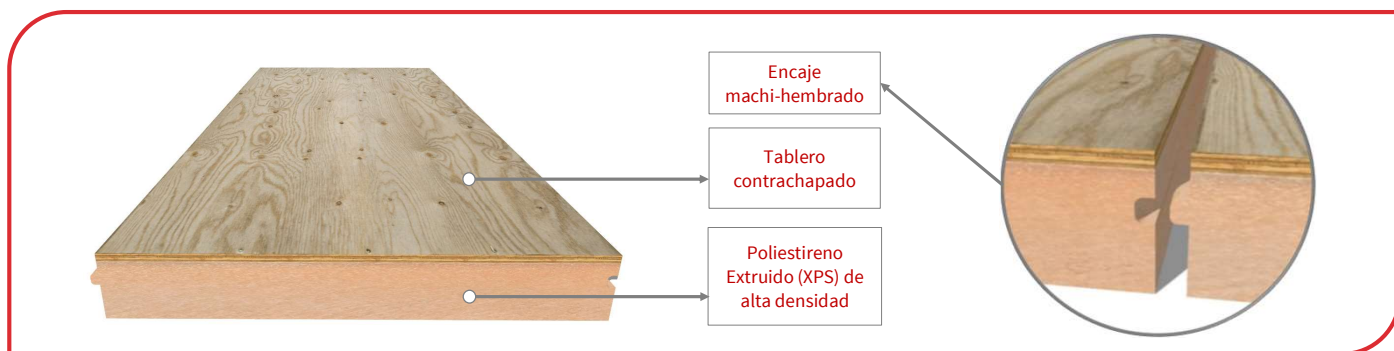 Encaje
machi-hembrado
Tablero
contrachapado
Poliestireno
Extruido (XPS) de
alta densidad